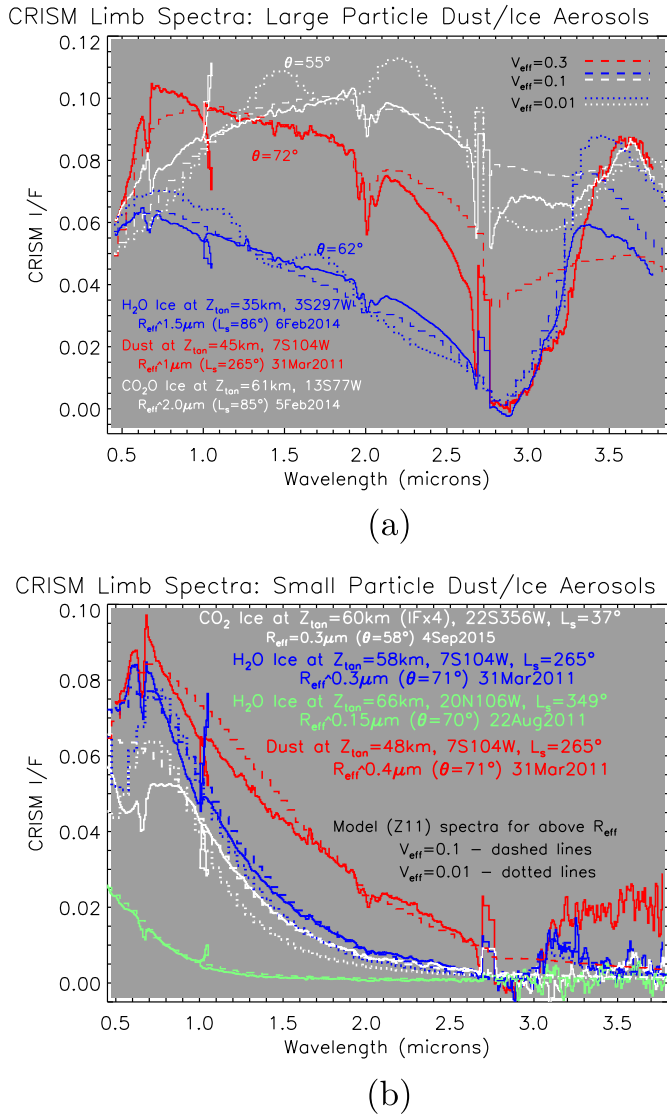 CRISM Limb Spectra: Large Particle Dust/Ice Aerosols
0.12
0.10
0.08
0.06
0.04
0.02
0.00
CRISM I/F
θ=55°
V_eff=0.3
V_eff=0.1
V_eff=0.01
θ=72°
θ=62°
H2O Ice at Z_tan=35km, 3S297W
R_eff^1.5μm (L_s=86°) 6Feb2014
Dust at Z_tan=45km, 7S104W
R_eff^1μm (L_s=265°) 31Mar2011
CO2O Ice at Z_tan=61km, 13S77W
R_eff^2.0μm (L_s=85°) 5Feb2014
0.5 1.0 1.5 2.0 2.5 3.0 3.5
Wavelength (microns)
(a)
CRISM Limb Spectra: Small Particle Dust/Ice Aerosols
0.10
0.08
0.06
0.04
0.02
0.00
CRISM I/F
CO2 Ice at Z_tan=60km (IFx4), 22S356W, L_s=37°
R_eff=0.3μm (θ=58°) 4Sep2015
H2O Ice at Z_tan=58km, 7S104W, L_s=265°
R_eff^0.3μm (θ=71°) 31Mar2011
H2O Ice at Z_tan=66km, 20N106W, L_s=349°
R_eff^0.15μm (θ=70°) 22Aug2011
Dust at Z_tan=48km, 7S104W, L_s=265°
R_eff^0.4μm (θ=71°) 31Mar2011
Model (Z11) spectra for above R_eff
V_eff=0.1 – dashed lines
V_eff=0.01 – dotted lines
0.5 1.0 1.5 2.0 2.5 3.0 3.5
Wavelength (microns)
(b)